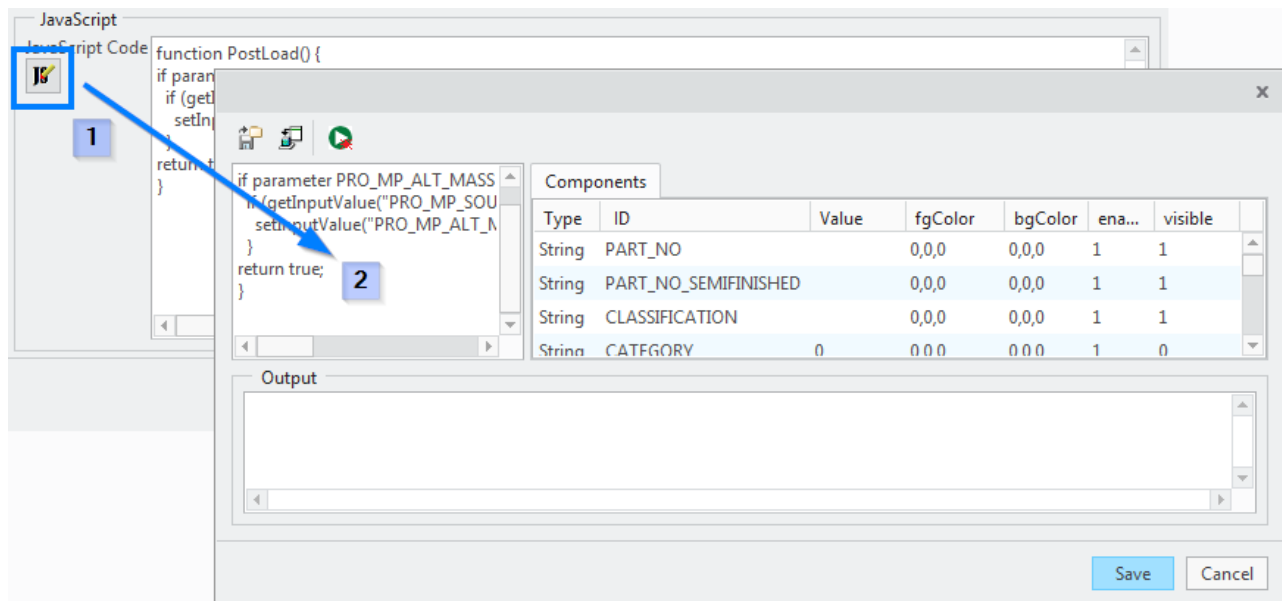 JavaScript
JavaScript Code
function PostLoad() {
if param
if (getI
setInp
}
return t
}
1
x
if parameter PRO_MP_ALT_MASS
if (getInputValue("PRO_MP_SOU
setInputValue("PRO_MP_ALT_M
}
return true;
}
2
Components
Type ID Value fgColor bgColor ena... visible
String PART_NO 0,0,0 0,0,0 1 1
String PART_NO_SEMIFINISHED 0,0,0 0,0,0 1 1
String CLASSIFICATION 0,0,0 0,0,0 1 1
String CATEGORY 0 0,0,0 0,0,0 1 0
Output
Save Cancel